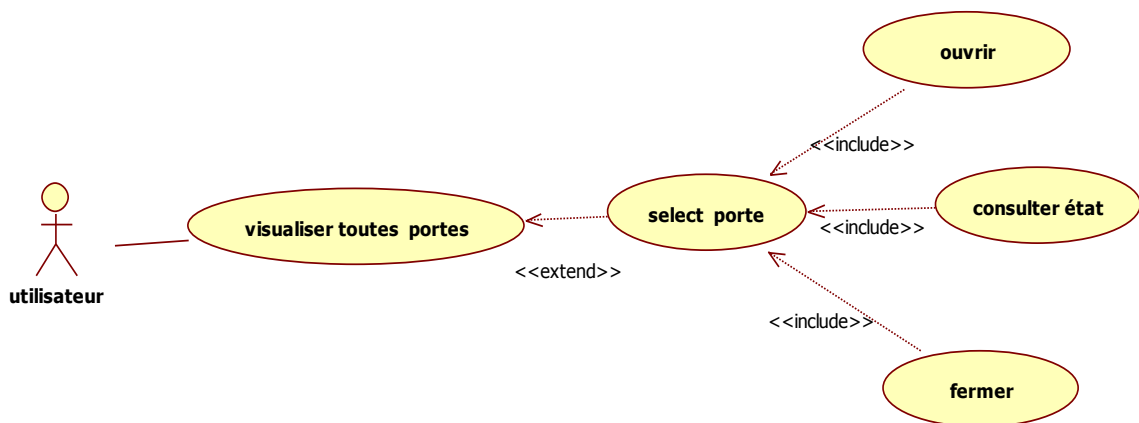 ouvrir
<<include>>
select porte
consulter état
<<include>>
visualiser toutes portes
<<extend>>
utilisateur
<<include>>
fermer